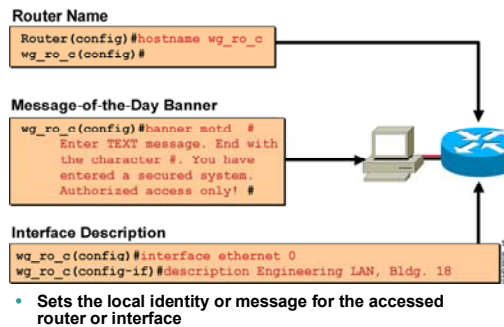 Router Name
Router(config)#hostname wg_ro_c
wg_ro_c(config)#
Message-of-the-Day Banner
wg_ro_c(config)#banner motd #
Enter TEXT message. End with
the character #. You have
entered a secured system.
Authorized access only! #
Interface Description
wg_ro_c(config)#interface ethernet 0
wg_ro_c(config-if)#description Engineering LAN, Bldg. 18
• Sets the local identity or message for the accessed
router or interface